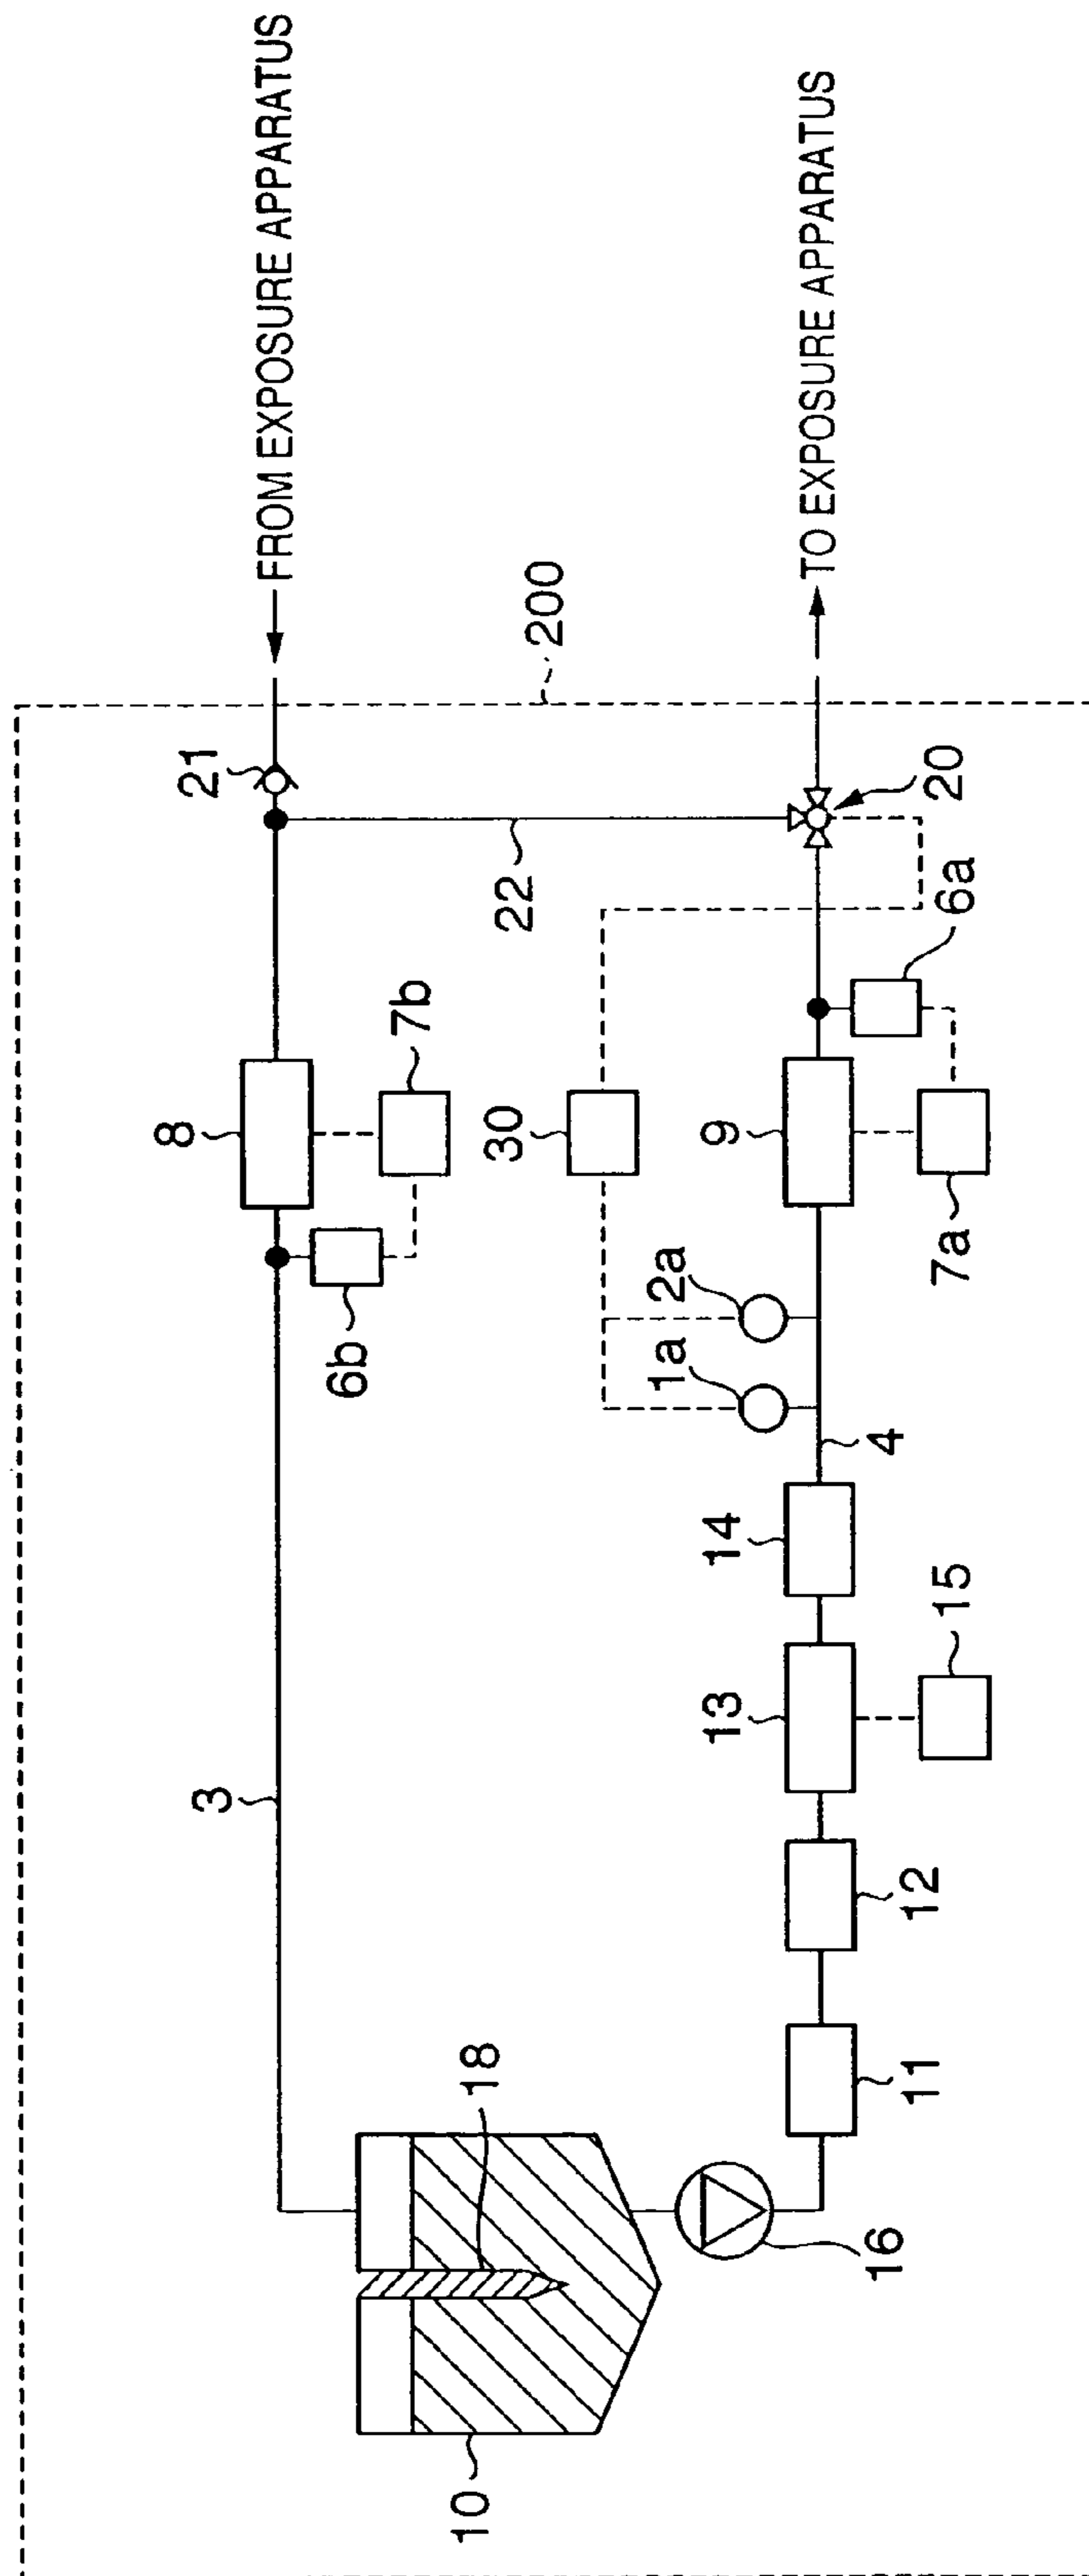 FROM EXPOSURE APPARATUS
TO EXPOSURE APPARATUS
200
21
22
20
6a
8
7b
30
9
7a
6b
2a
1a
4
14
15
13
3
12
11
18
16
10